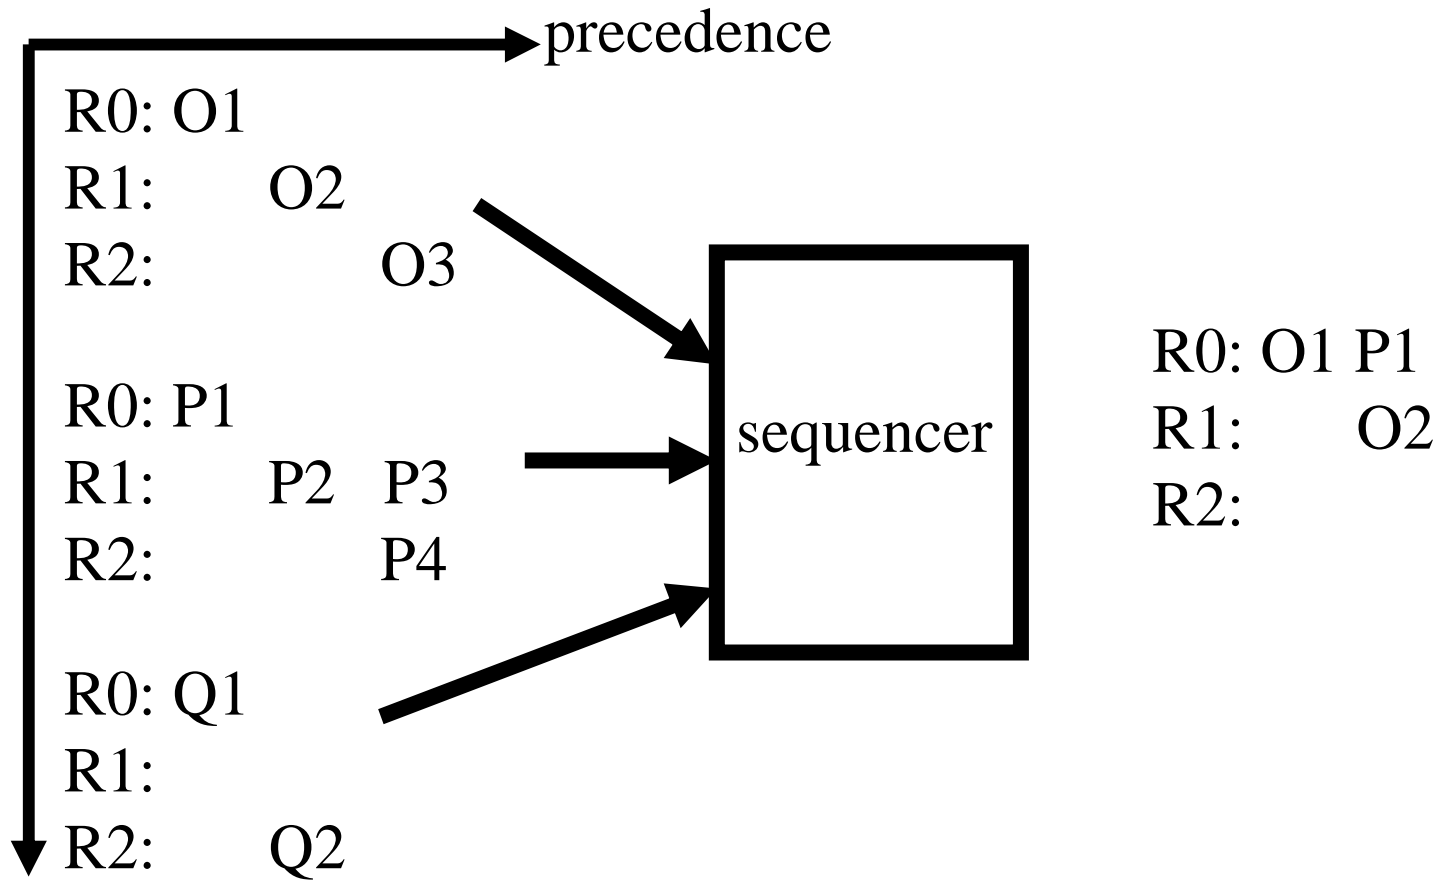 precedence
R0: O1
R1: O2
R2: O3
R0: P1
R1: P2 P3
R2: P4
R0: Q1
R1:
R2: Q2
sequencer
R0: O1 P1
R1: O2
R2: